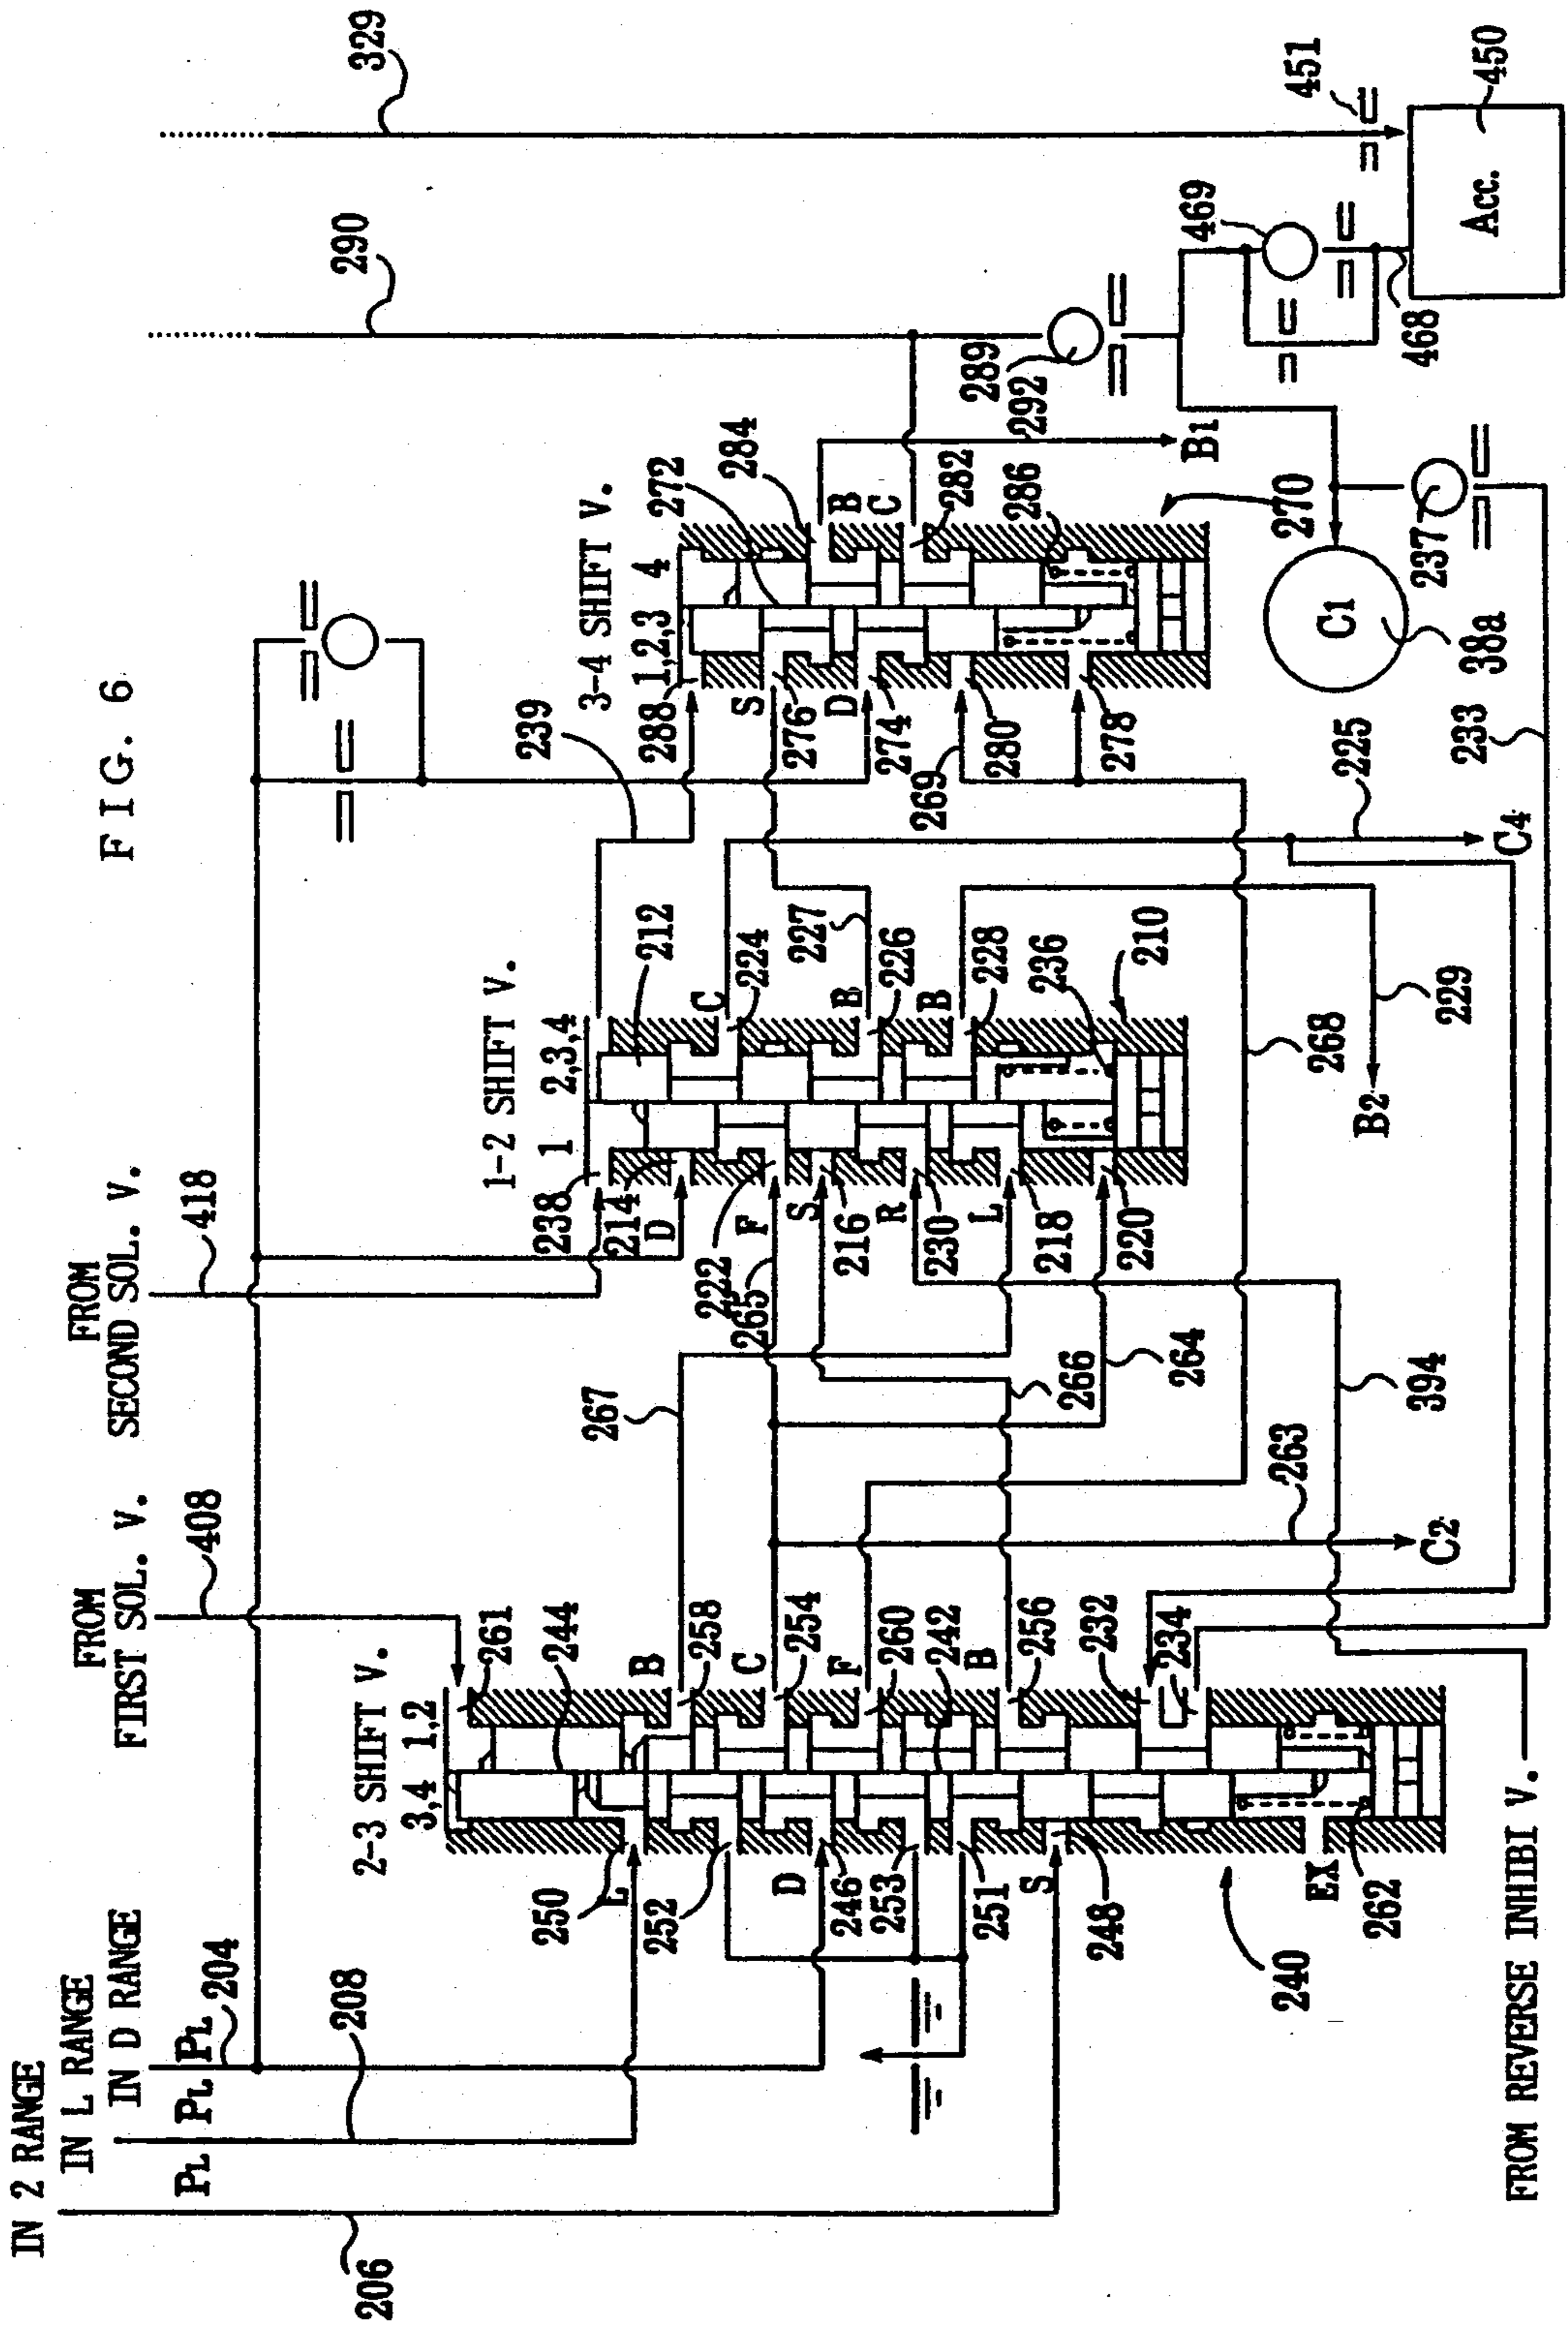 FIG. 6
IN 2 RANGE
IN L RANGE
IN D RANGE
PL
PL
PL
204
208
206
FROM
FIRST SOL. V.
408
FROM
SECOND SOL. V.
418
290
329
2-3 SHIFT V.
3,4 1,2
261
244
250
L
B
258
252
C
254
D
246
F
260
253
242
251
B
256
S
248
232
234
EX
262
240
FROM REVERSE INHIBI V.
267
265
266
264
263
C2
268
394
1-2 SHIFT V.
1 2,3,4
238
212
214
D
C
224
222
F
S
216
B
226
227
R
230
B
228
L
218
220
236
210
229
B2
225
C4
233
239
3-4 SHIFT V.
1,2,3 4
288
272
284
S
276
B
D
274
C
282
269
280
286
278
270
289
292
B1
469
468
451
450
Acc.
C1
38a
237